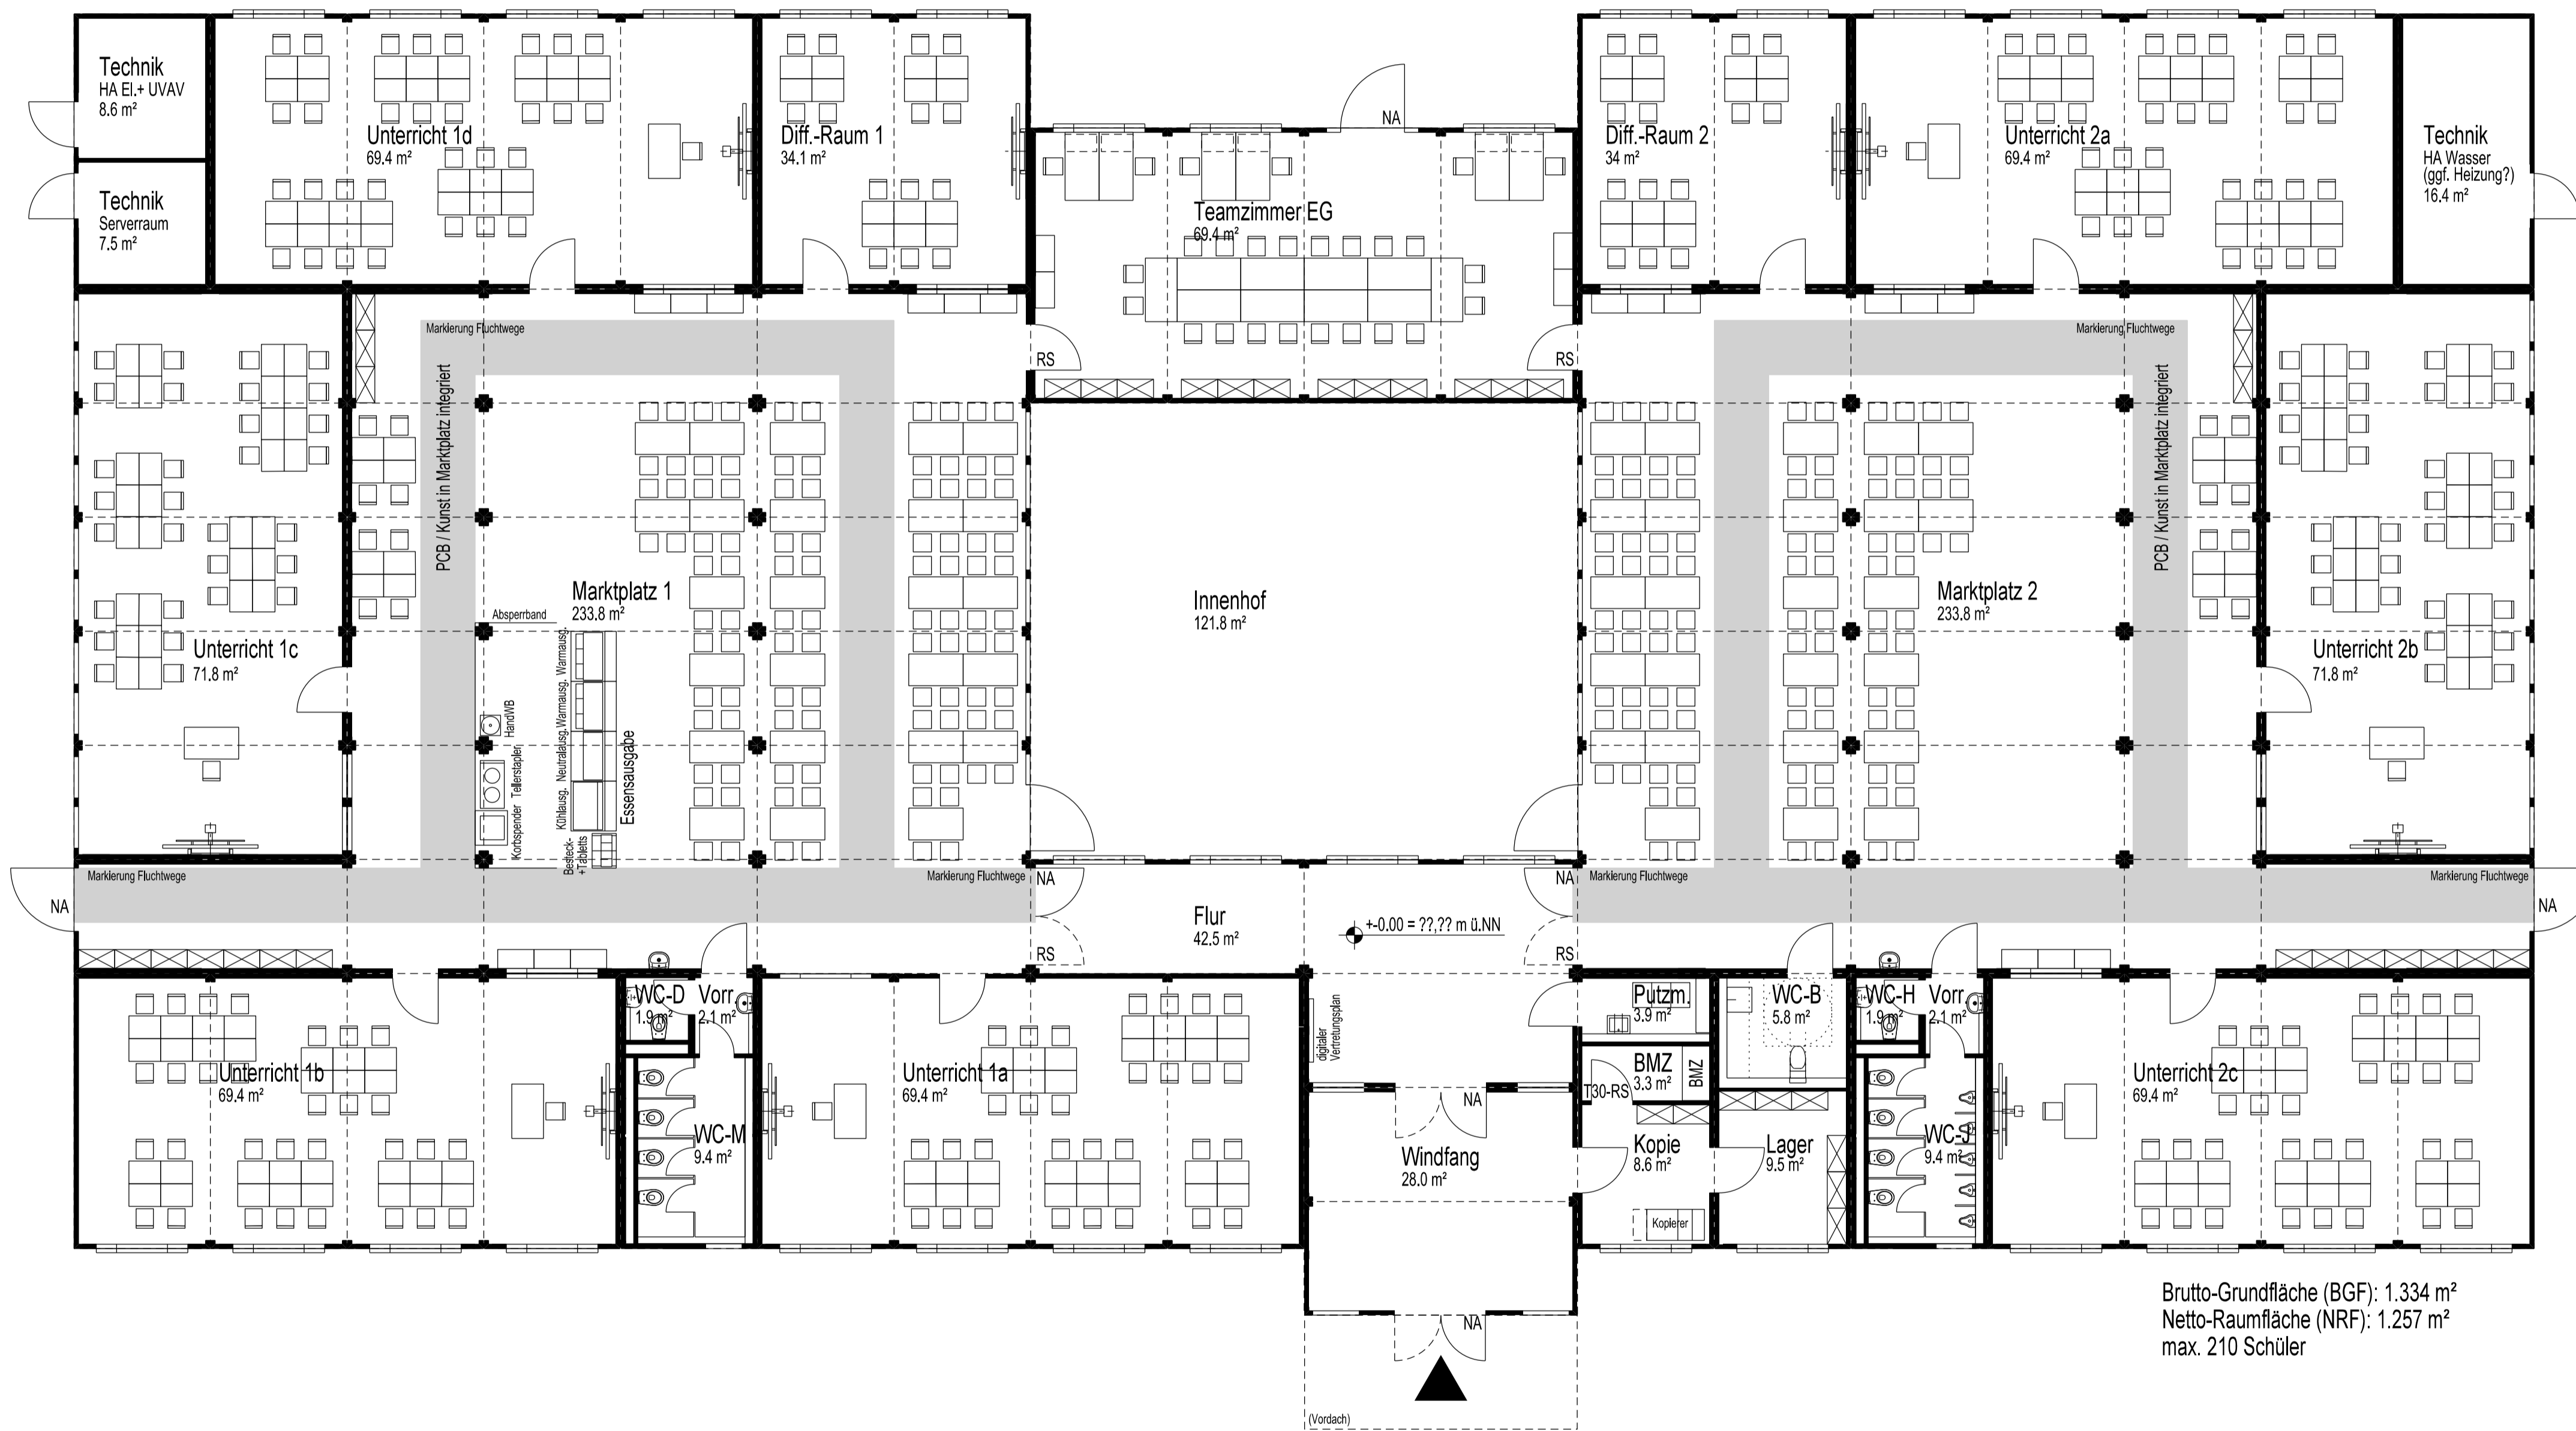 Technik
HA El.+ UVAV
8.6 m²
Technik
Serverraum
7.5 m²
Unterricht 1d
69.4 m²
Diff.-Raum 1
34.1 m²
NA
Teamzimmer EG
69.4 m²
RS
RS
Diff.-Raum 2
34 m²
Unterricht 2a
69.4 m²
Technik
HA Wasser
(ggf. Heizung?)
16.4 m²
Markierung Fluchtwege
PCB / Kunst in Marktplatz integriert
Unterricht 1c
71.8 m²
Marktplatz 1
233.8 m²
Absperrband
Kühlausg. Neutralausg. Warmausg. Warmausg.
HandWB
Tellerstapler
Korbspender
Besteck-
+Tabletts
Essensausgabe
Innenhof
121.8 m²
Markierung Fluchtwege
PCB / Kunst in Marktplatz integriert
Marktplatz 2
233.8 m²
Unterricht 2b
71.8 m²
NA
Markierung Fluchtwege
Markierung Fluchtwege
NA
RS
Flur
42.5 m²
+-0.00 = ??,?? m ü.NN
NA
RS
Markierung Fluchtwege
Markierung Fluchtwege
NA
Unterricht 1b
69.4 m²
WC-D
1.9 m²
Vorr.
2.1 m²
WC-M
9.4 m²
Unterricht 1a
69.4 m²
digitaler
Vertretungsplan
NA
Windfang
28.0 m²
NA
Putzm.
3.9 m²
BMZ
3.3 m²
BMZ
T30-RS
Kopie
8.6 m²
Kopierer
WC-B
5.8 m²
Lager
9.5 m²
WC-H
1.9 m²
Vorr.
2.1 m²
WC-J
9.4 m²
Unterricht 2c
69.4 m²
(Vordach)
Brutto-Grundfläche (BGF): 1.334 m²
Netto-Raumfläche (NRF): 1.257 m²
max. 210 Schüler